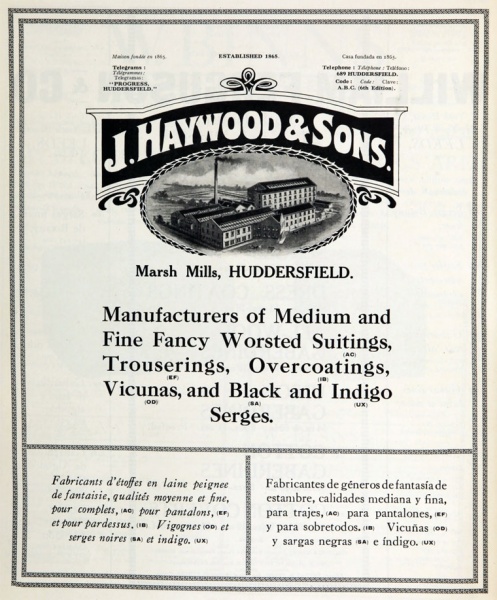 Maison fondée en 1865.
ESTABLISHED 1865.
Casa fundada en 1865.
Telegrams :
Télégrammes :
Telegramas :
"PROGRESS,
HUDDERSFIELD."
Telephone : Téléphone : Teléfono :
689 HUDDERSFIELD.
Code : Code : Clave :
A.B.C. (6th Edition).
J. HAYWOOD & SONS.
Marsh Mills, HUDDERSFIELD.
Manufacturers of Medium and
Fine Fancy Worsted Suitings,
(AC)
Trouserings, Overcoatings,
(EF) (IB)
Vicunas, and Black and Indigo
(OD) (SA) (UX)
Serges.
Fabricants d'étoffes en laine peignee
de fantaisie, qualités moyenne et fine,
pour complets, (AC) pour pantalons, (EF)
et pour pardessus. (IB) Vigognes (OD) et
serges noires (SA) et indigo. (UX)
Fabricantes de géneros de fantasía de
estambre, calidades mediana y fina,
para trajes, (AC) para pantalones, (EF)
y para sobretodos. (IB) Vicuñas (OD)
y sargas negras (SA) e índigo. (UX)